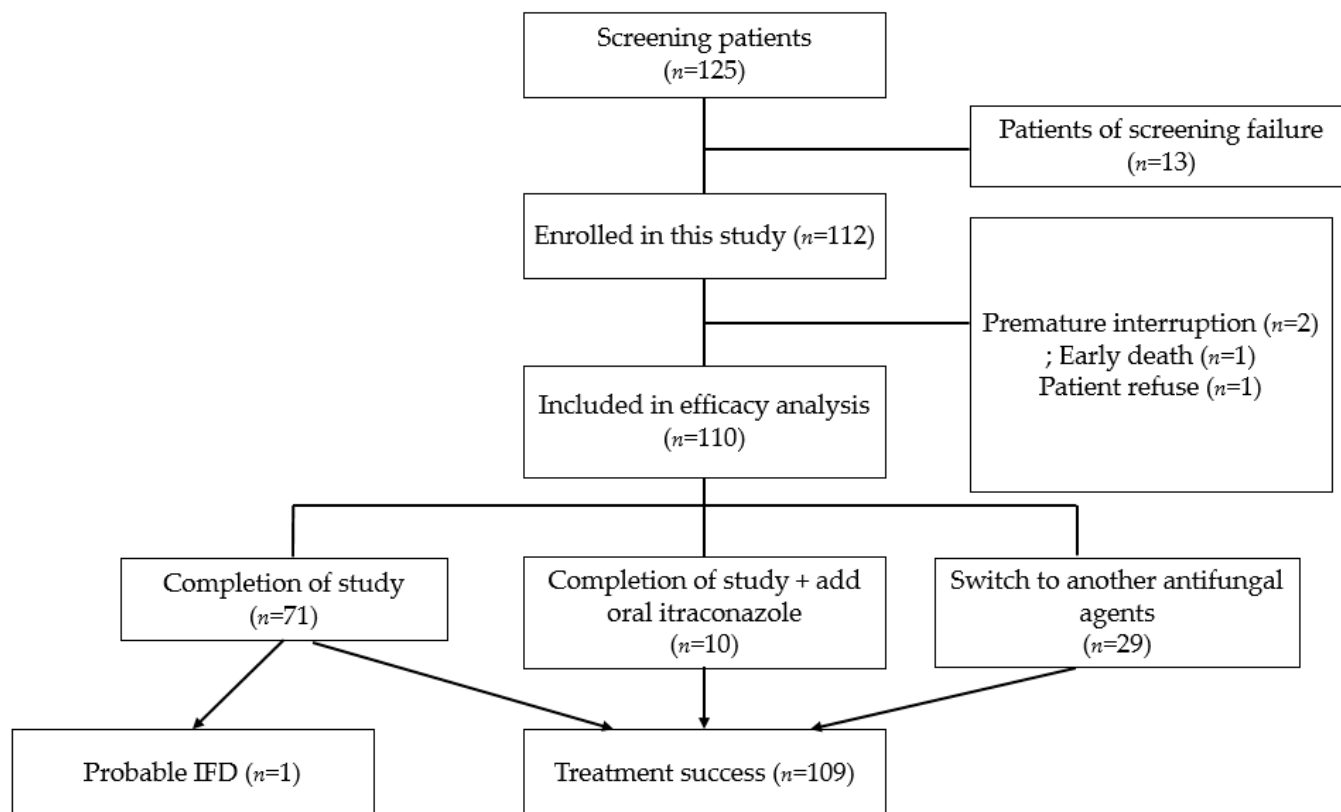 Screening patients
(n=125)
Patients of screening failure
(n=13)
Enrolled in this study (n=112)
Premature interruption (n=2)
; Early death (n=1)
Patient refuse (n=1)
Included in efficacy analysis
(n=110)
Completion of study
(n=71)
Completion of study + add
oral itraconazole
(n=10)
Switch to another antifungal
agents
(n=29)
Probable IFD (n=1)
Treatment success (n=109)